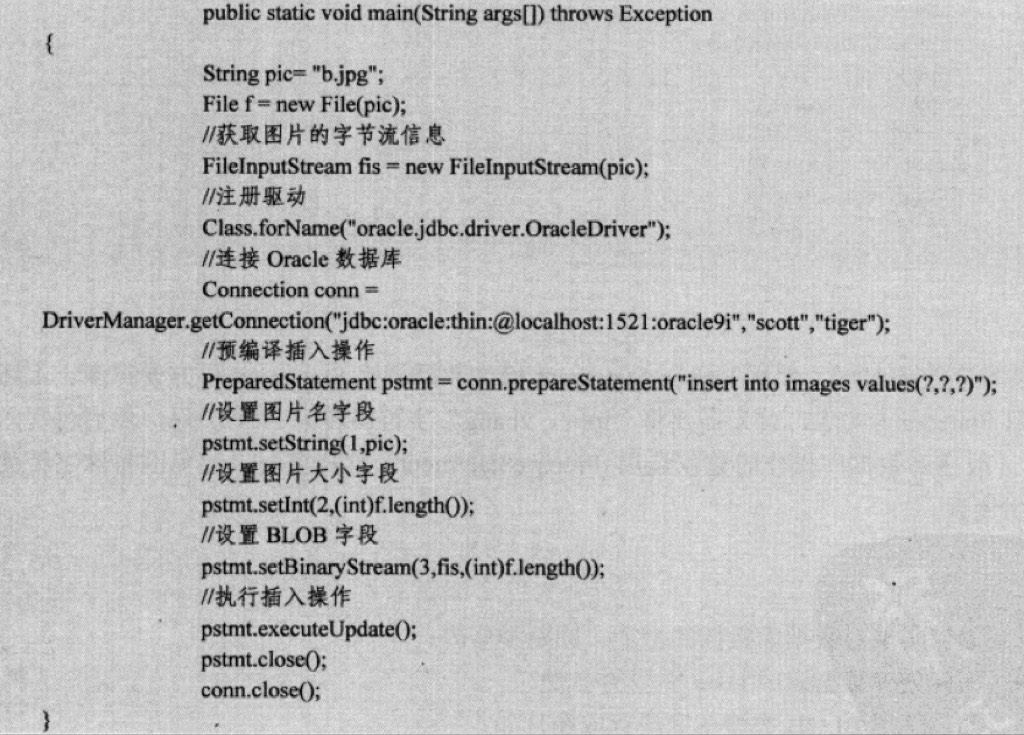 public static void main(String args[]) throws Exception
{
String pic= "b.jpg";
File f = new File(pic);
//获取图片的字节流信息
FileInputStream fis = new FileInputStream(pic);
//注册驱动
Class.forName("oracle.jdbc.driver.OracleDriver");
//连接 Oracle 数据库
Connection conn =
DriverManager.getConnection("jdbc:oracle:thin:@localhost:1521:oracle9i","scott","tiger");
//预编译插入操作
PreparedStatement pstmt = conn.prepareStatement("insert into images values(?,?,?)");
//设置图片名字段
pstmt.setString(1,pic);
//设置图片大小字段
pstmt.setInt(2,(int)f.length());
//设置 BLOB 字段
pstmt.setBinaryStream(3,fis,(int)f.length());
//执行插入操作
pstmt.executeUpdate();
pstmt.close();
conn.close();
}